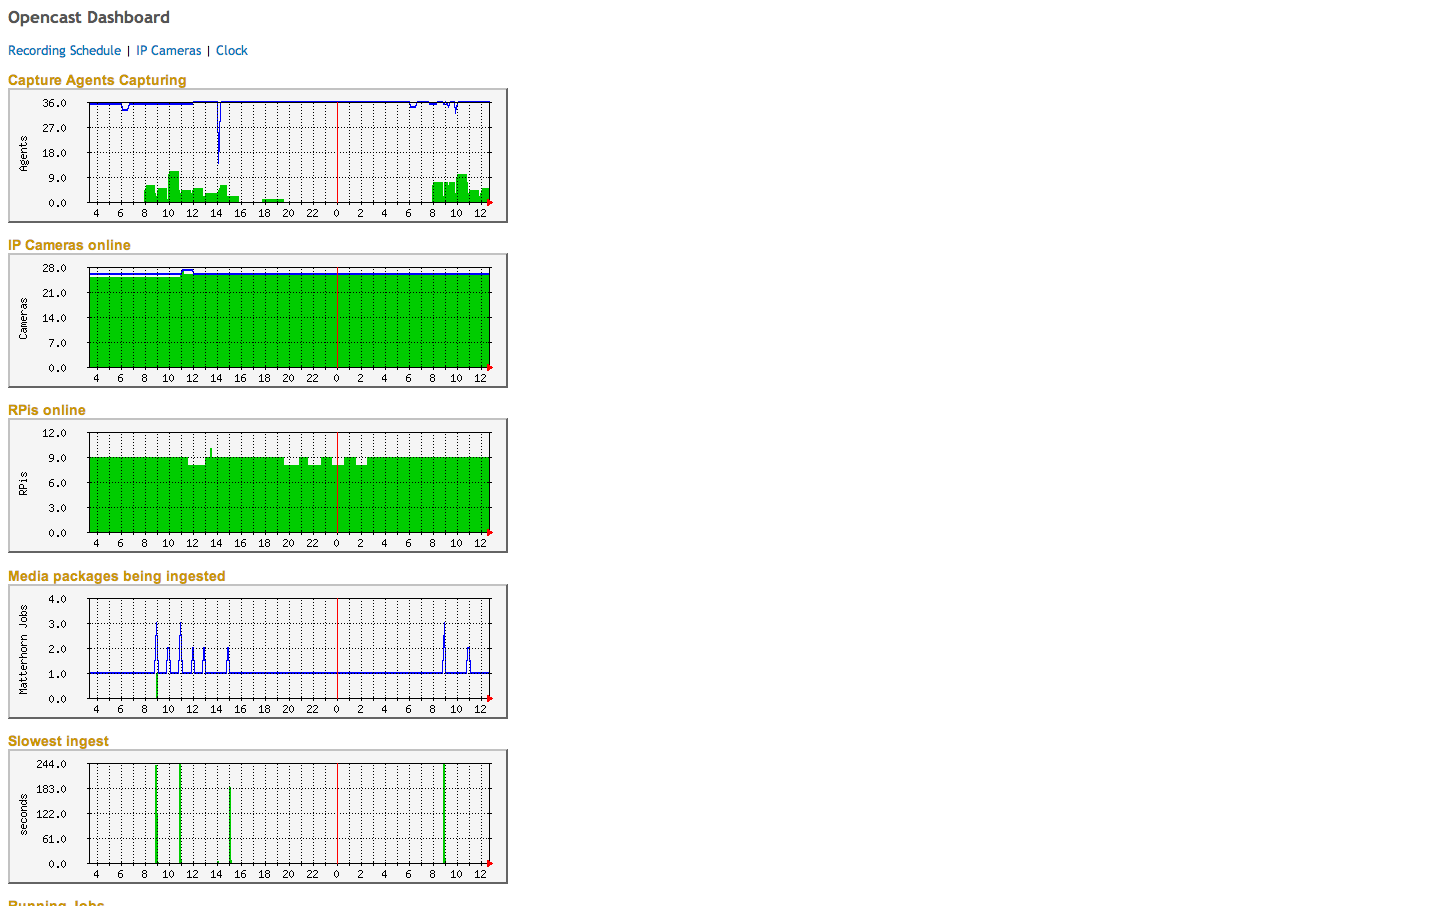 Opencast Dashboard
Recording Schedule | IP Cameras | Clock
Capture Agents Capturing
Agents
36.0
27.0
18.0
9.0
0.0
4 6 8 10 12 14 16 18 20 22 0 2 4 6 8 10 12
IP Cameras online
Cameras
28.0
21.0
14.0
7.0
0.0
4 6 8 10 12 14 16 18 20 22 0 2 4 6 8 10 12
RPis online
RPis
12.0
9.0
6.0
3.0
0.0
4 6 8 10 12 14 16 18 20 22 0 2 4 6 8 10 12
Media packages being ingested
Matterhorn Jobs
4.0
3.0
2.0
1.0
0.0
4 6 8 10 12 14 16 18 20 22 0 2 4 6 8 10 12
Slowest ingest
seconds
244.0
183.0
122.0
61.0
0.0
4 6 8 10 12 14 16 18 20 22 0 2 4 6 8 10 12
Running Jobs